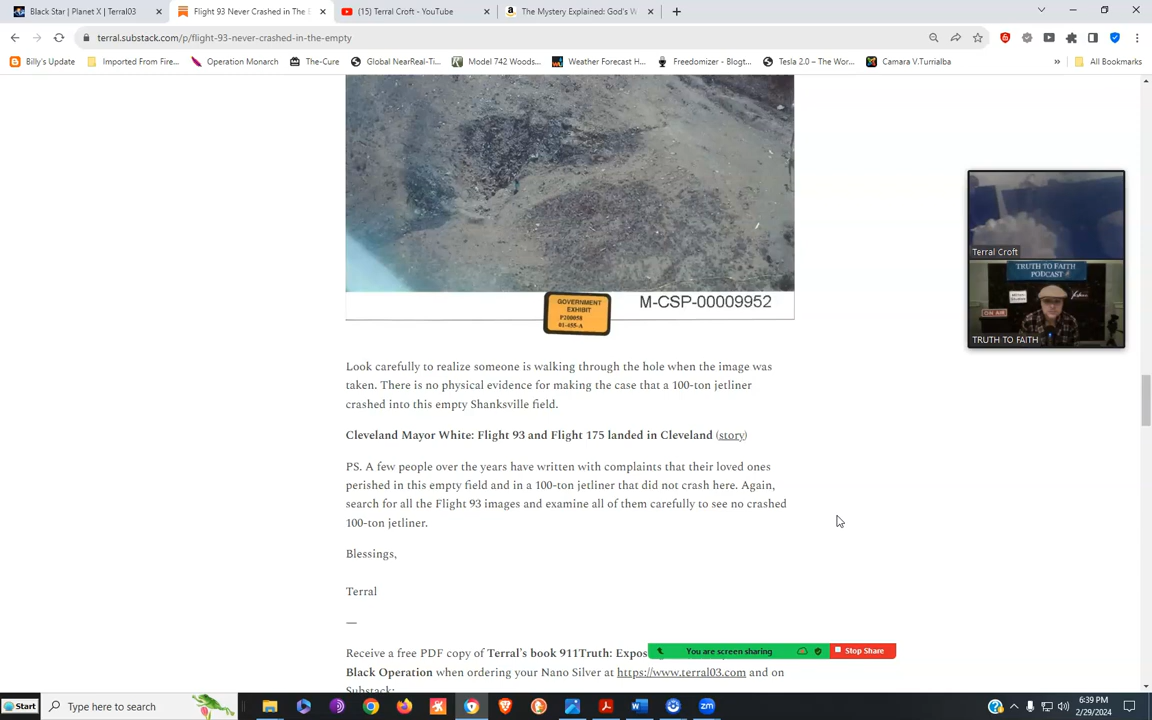 Black Star | Planet X | Terral03
Flight 93 Never Crashed in The E
(15) Terral Croft - YouTube
The Mystery Explained: God's W
terral.substack.com/p/flight-93-never-crashed-in-the-empty
Billy's Update
Imported From Fire...
Operation Monarch
The-Cure
Global NearReal-Ti...
Model 742 Woods...
Weather Forecast H...
Freedomizer - Blogt...
Tesla 2.0 – The Wor...
Camara V.Turrialba
»
All Bookmarks
GOVERNMENT
EXHIBIT
P200058
01-455-A
M-CSP-00009952
Terral Croft
TRUTH TO FAITH
PODCAST
ON AIR
TRUTH TO FAITH
Look carefully to realize someone is walking through the hole when the image was
taken. There is no physical evidence for making the case that a 100-ton jetliner
crashed into this empty Shanksville field.
Cleveland Mayor White: Flight 93 and Flight 175 landed in Cleveland (story)
PS. A few people over the years have written with complaints that their loved ones
perished in this empty field and in a 100-ton jetliner that did not crash here. Again,
search for all the Flight 93 images and examine all of them carefully to see no crashed
100-ton jetliner.
Blessings,
Terral
—
Receive a free PDF copy of Terral's book 911Truth: Expos
Black Operation when ordering your Nano Silver at https://www.terral03.com and on
Substack:
You are screen sharing
Stop Share
Start
Type here to search
6:39 PM
2/29/2024